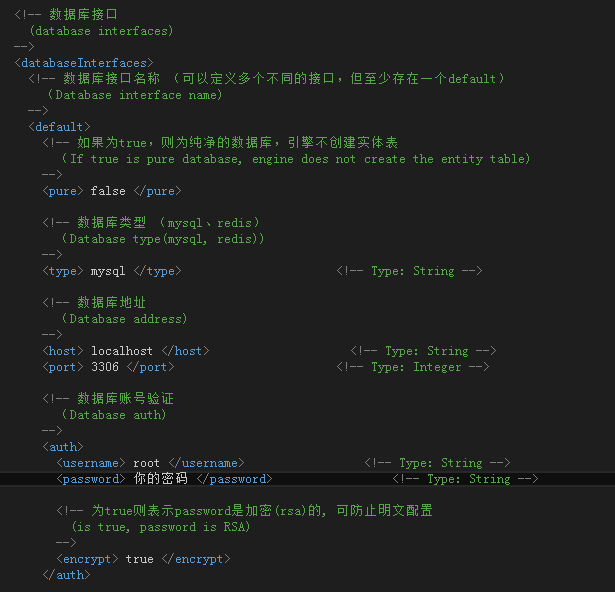 <!-- 数据库接口
(database interfaces)
-->
<databaseInterfaces>
<!-- 数据库接口名称 （可以定义多个不同的接口，但至少存在一个default）
（Database interface name)
-->
<default>
<!-- 如果为true，则为纯净的数据库，引擎不创建实体表
（If true is pure database, engine does not create the entity table)
-->
<pure> false </pure>
<!-- 数据库类型 （mysql、redis）
（Database type(mysql, redis))
-->
<type> mysql </type> <!-- Type: String -->
<!-- 数据库地址
（Database address)
-->
<host> localhost </host> <!-- Type: String -->
<port> 3306 </port> <!-- Type: Integer -->
<!-- 数据库账号验证
（Database auth)
-->
<auth>
<username> root </username> <!-- Type: String -->
<password> 你的密码 </password> <!-- Type: String -->
<!-- 为true则表示password是加密(rsa)的, 可防止明文配置
(is true, password is RSA)
-->
<encrypt> true </encrypt>
</auth>